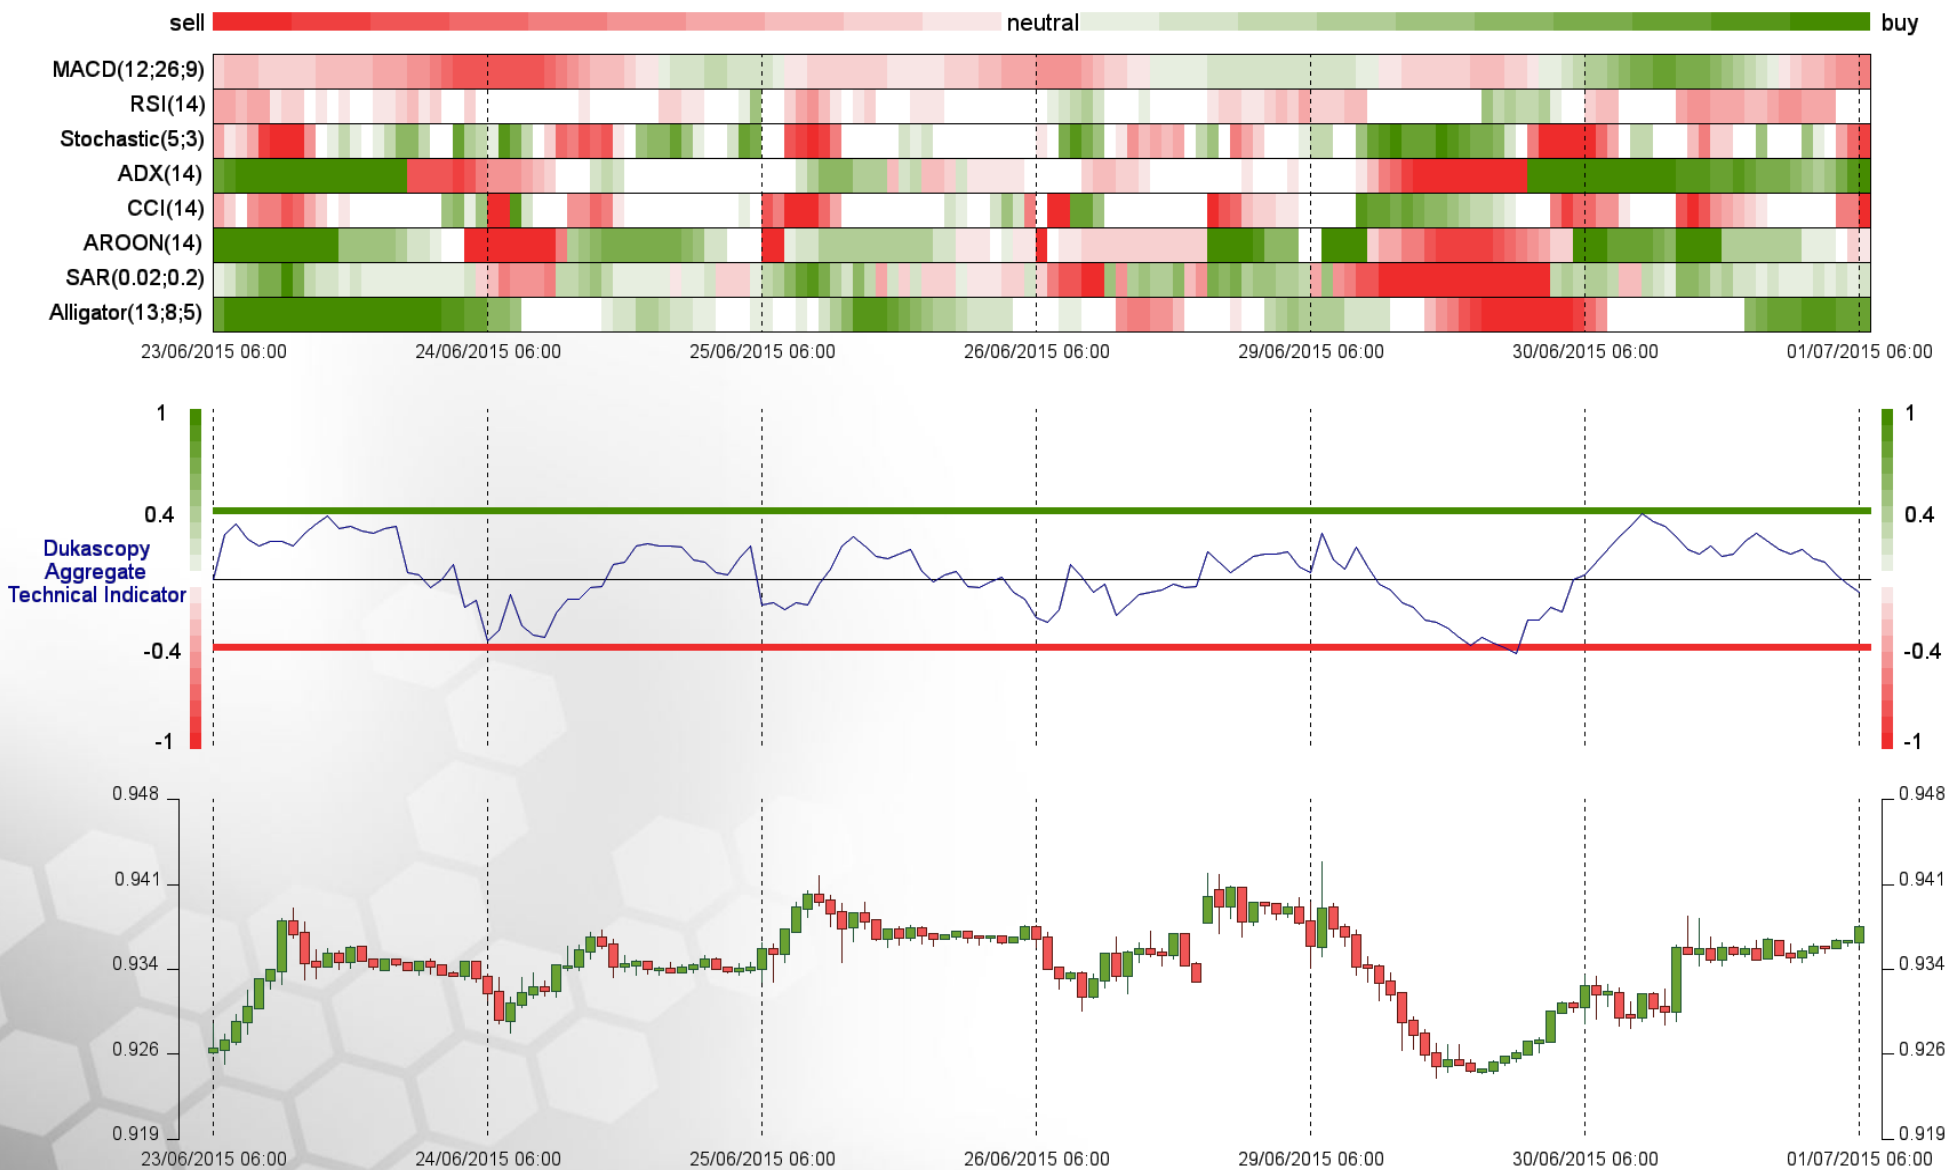 sell neutral buy
MACD(12;26;9)
RSI(14)
Stochastic(5;3)
ADX(14)
CCI(14)
AROON(14)
SAR(0.02;0.2)
Alligator(13;8;5)
23/06/2015 06:00 24/06/2015 06:00 25/06/2015 06:00 26/06/2015 06:00 29/06/2015 06:00 30/06/2015 06:00 01/07/2015 06:00
1 1
0.4 0.4
Dukascopy
Aggregate
Technical Indicator
-0.4 -0.4
-1 -1
0.948 0.948
0.941 0.941
0.934 0.934
0.926 0.926
0.919 0.919
23/06/2015 06:00 24/06/2015 06:00 25/06/2015 06:00 26/06/2015 06:00 29/06/2015 06:00 30/06/2015 06:00 01/07/2015 06:00